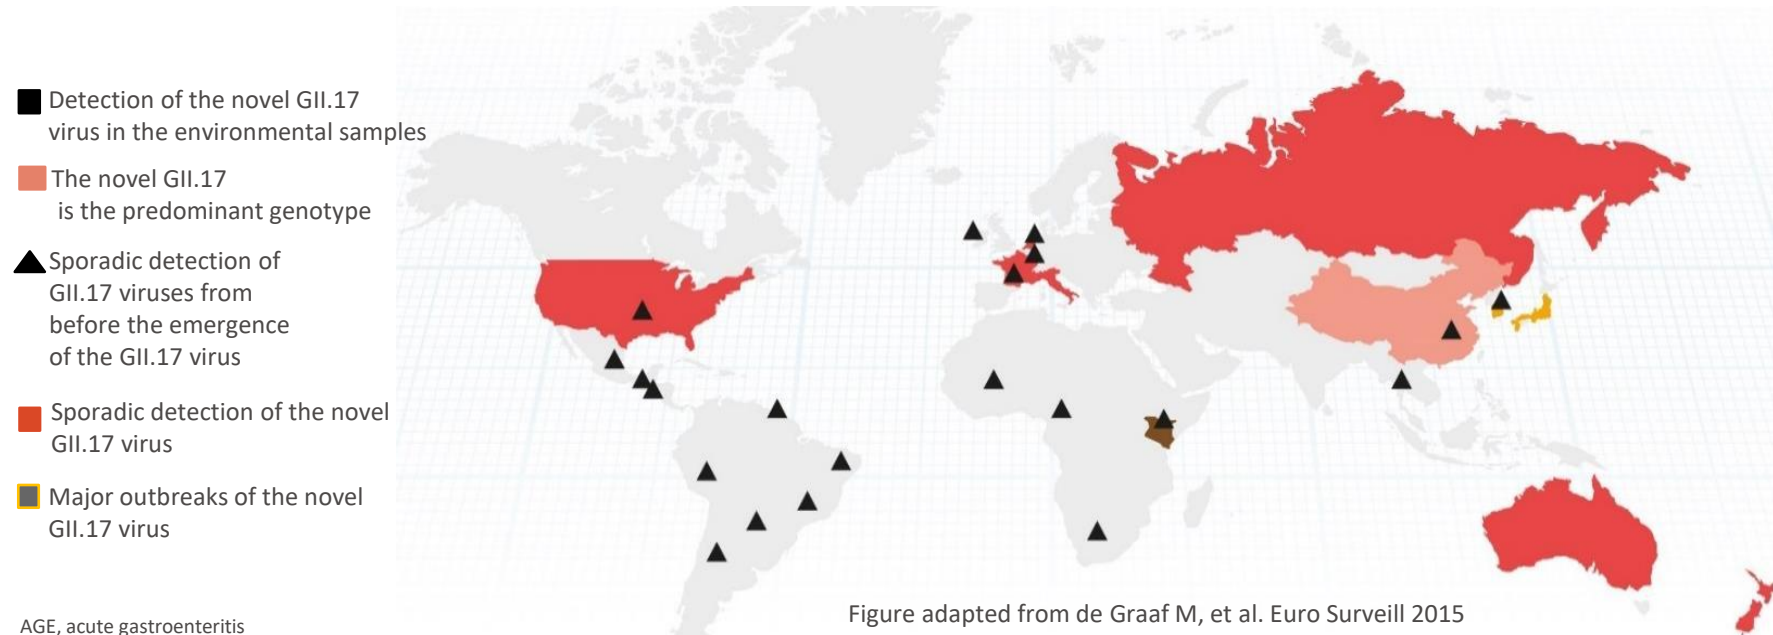 Detection of the novel GII.17
virus in the environmental samples
The novel GII.17
is the predominant genotype
Sporadic detection of
GII.17 viruses from
before the emergence
of the GII.17 virus
Sporadic detection of the novel
GII.17 virus
Major outbreaks of the novel
GII.17 virus
AGE, acute gastroenteritis
Figure adapted from de Graaf M, et al. Euro Surveill 2015